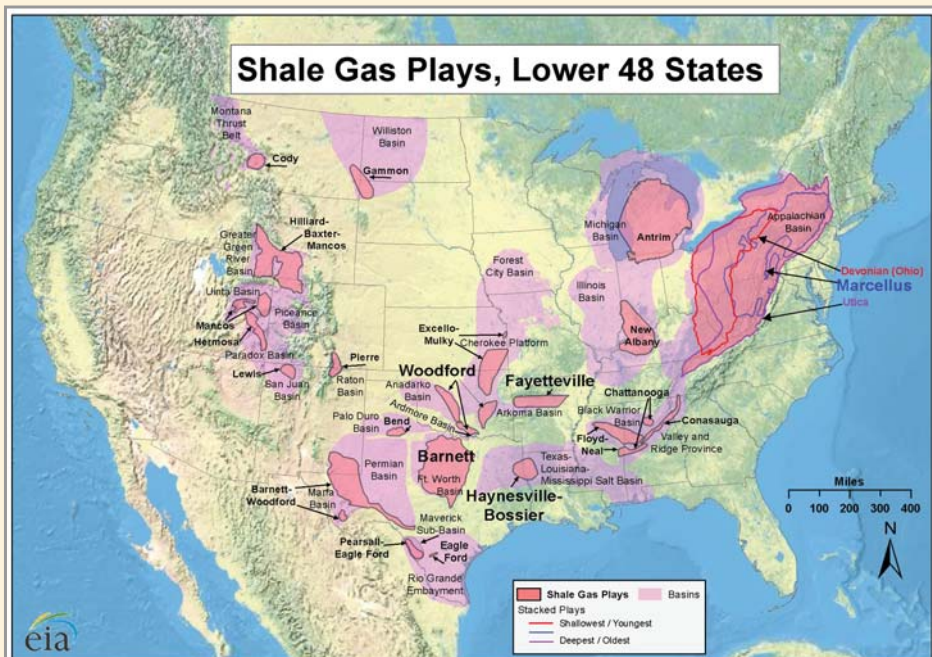 Shale Gas Plays, Lower 48 States
Montana
Thrust
Belt
Cody
Williston
Basin
Gammon
Hilliard-
Baxter-
Mancos
Greater
Green
River
Basin
Uinta Basin
Mancos
Piceance
Basin
Hermosa
Paradox Basin
Lewis
San Juan
Basin
Pierre
Raton
Basin
Michigan
Basin
Antrim
Appalachian
Basin
Devonian (Ohio)
Marcellus
Utica
Forest
City Basin
Illinois
Basin
New
Albany
Excello-
Mulky
Cherokee Platform
Woodford
Anadarko
Basin
Fayetteville
Arkoma Basin
Ardmore Basin
Palo Duro
Basin
Bend
Chattanooga
Black Warrior
Basin
Conasauga
Floyd-
Neal
Valley and
Ridge Province
Barnett
Ft. Worth
Basin
Permian
Basin
Barnett-
Woodford
Marfa
Basin
Texas-
Louisiana-
Mississippi Salt Basin
Haynesville-
Bossier
Maverick
Sub-Basin
Pearsall-
Eagle Ford
Eagle
Ford
Rio Grande
Embayment
Miles
0 100 200 300 400
N
Shale Gas Plays
Basins
Stacked Plays
Shallowest / Youngest
Deepest / Oldest
eia